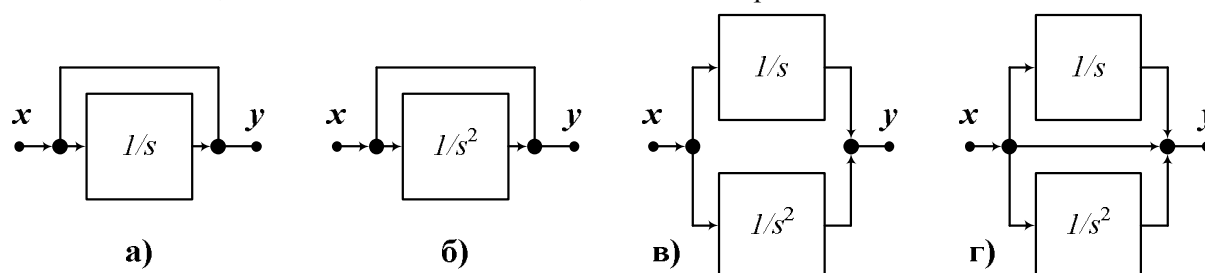 x 1/s y
x 1/s² y
x 1/s y
1/s²
x 1/s y
1/s²
а) б) в) г)